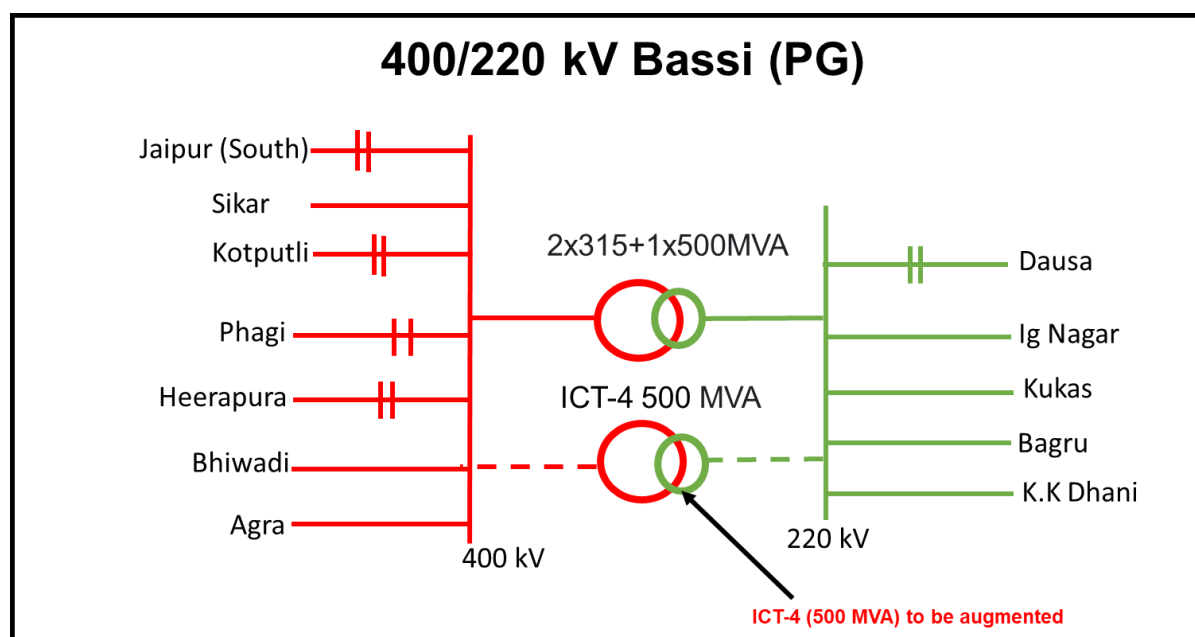 400/220 kV Bassi (PG)
Jaipur (South)
Sikar
Kotputli
Phagi
Heerapura
Bhiwadi
Agra
400 kV
2x315+1x500MVA
ICT-4 500 MVA
Dausa
Ig Nagar
Kukas
Bagru
K.K Dhani
220 kV
ICT-4 (500 MVA) to be augmented